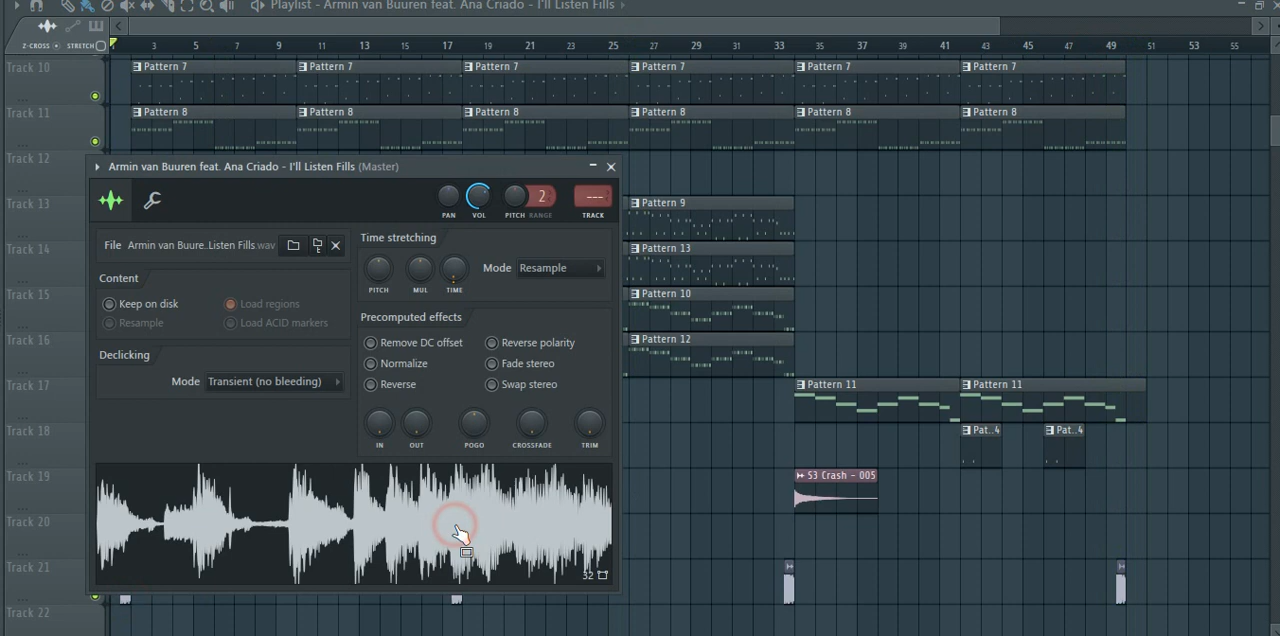 Playlist - Armin van Buuren feat. Ana Criado - I'll Listen Fills
Z-CROSS STRETCH
3 5 7 9 11 13 15 17 19 21 23 25 27 29 31 33 35 37 39 41 43 45 47 49 51 53 55
Track 10
Pattern 7 Pattern 7 Pattern 7 Pattern 7 Pattern 7 Pattern 7
Track 11
Pattern 8 Pattern 8 Pattern 8 Pattern 8 Pattern 8 Pattern 8
Track 12
Armin van Buuren feat. Ana Criado - I'll Listen Fills (Master)
Track 13
Pattern 9
2
PAN VOL PITCH RANGE TRACK
---
Track 14
Pattern 13
File Armin van Buure..Listen Fills.wav
Time stretching
Content
PITCH MUL TIME
Mode Resample
Track 15
Pattern 10
Keep on disk Load regions
Resample Load ACID markers
Precomputed effects
Track 16
Pattern 12
Remove DC offset Reverse polarity
Declicking
Normalize Fade stereo
Mode Transient (no bleeding)
Reverse Swap stereo
Track 17
Pattern 11 Pattern 11
Track 18
Pat..4 Pat..4
IN OUT POGO CROSSFADE TRIM
Track 19
S3 Crash - 005
Track 20
Track 21
32
Track 22